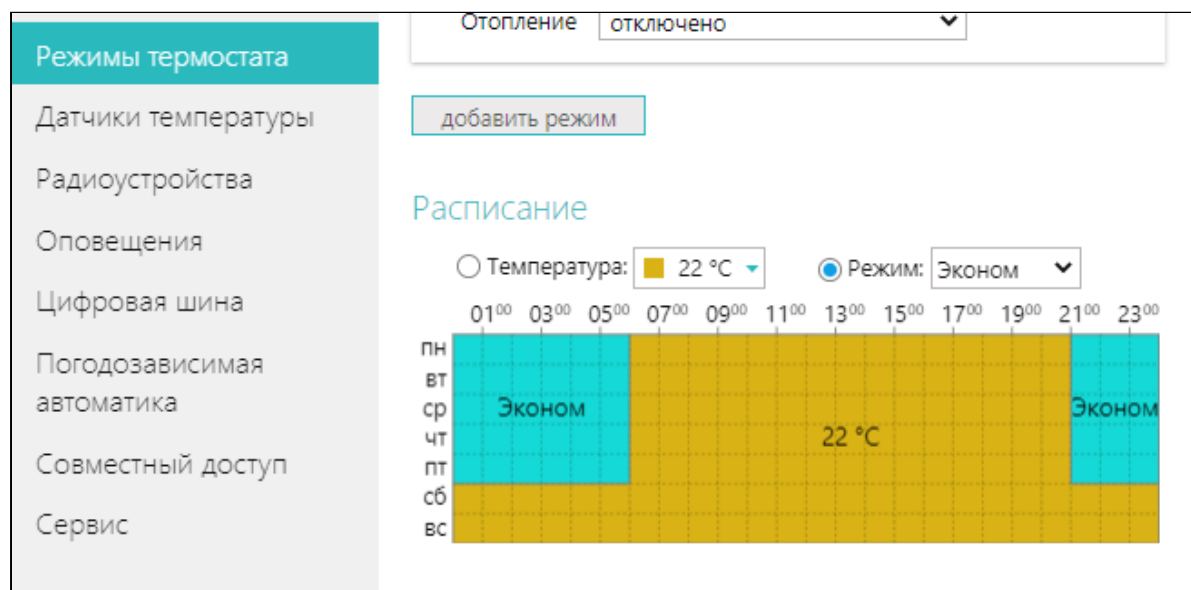 Режимы термостата
Датчики температуры
Радиоустройства
Оповещения
Цифровая шина
Погодозависимая
автоматика
Совместный доступ
Сервис
Отопление отключено
добавить режим
Расписание
Температура: 22 °C Режим: Эконом
01⁰⁰ 03⁰⁰ 05⁰⁰ 07⁰⁰ 09⁰⁰ 11⁰⁰ 13⁰⁰ 15⁰⁰ 17⁰⁰ 19⁰⁰ 21⁰⁰ 23⁰⁰
пн
вт
ср Эконом Эконом
чт 22 °C
пт
сб
вс